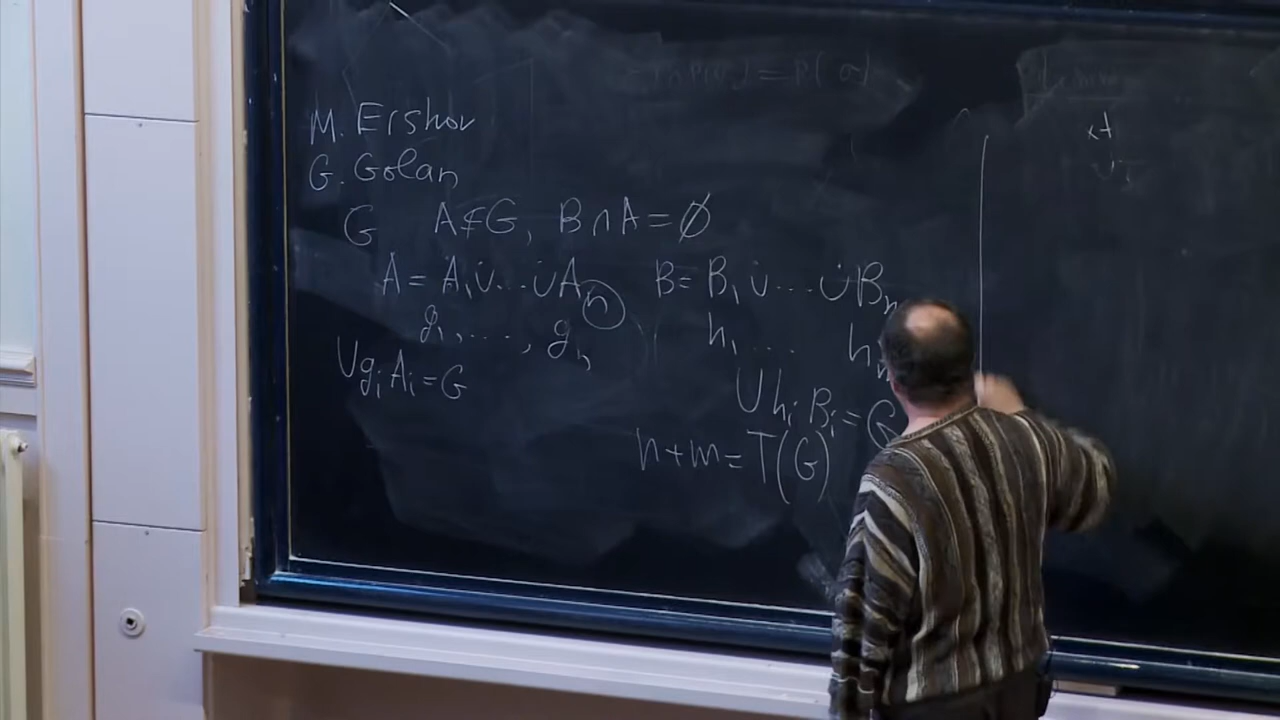 M. Ershov
G. Golan
G A⊊G, B∩A=∅
A = A₁∪̇...∪̇Aₙ B = B₁∪̇...∪̇Bₘ
g₁, ..., gₙ h₁ ... hₘ
∪gᵢAᵢ=G
∪hᵢBᵢ=G
n+m=T(G)